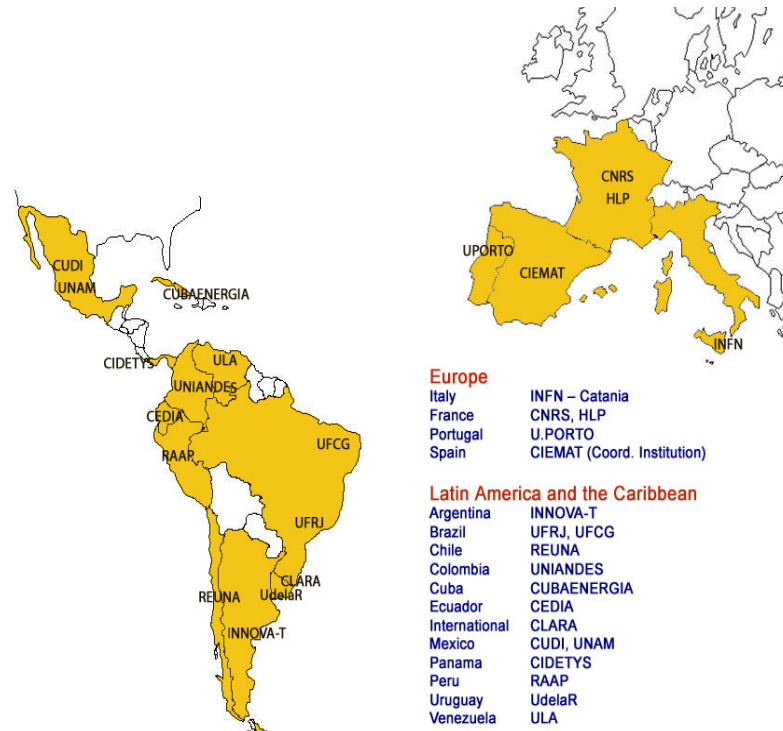 CNRS
HLP
UPORTO
CIEMAT
INFN
CUDI
UNAM
CUBAENERGIA
CIDETYS
ULA
UNIANDES
CEDIA
RAAP
UFCG
UFRJ
CLARA
UdelaR
REUNA
INNOVA-T
Europe
Italy INFN – Catania
France CNRS, HLP
Portugal U.PORTO
Spain CIEMAT (Coord. Institution)
Latin America and the Caribbean
Argentina INNOVA-T
Brazil UFRJ, UFCG
Chile REUNA
Colombia UNIANDES
Cuba CUBAENERGIA
Ecuador CEDIA
International CLARA
Mexico CUDI, UNAM
Panama CIDETYS
Peru RAAP
Uruguay UdelaR
Venezuela ULA